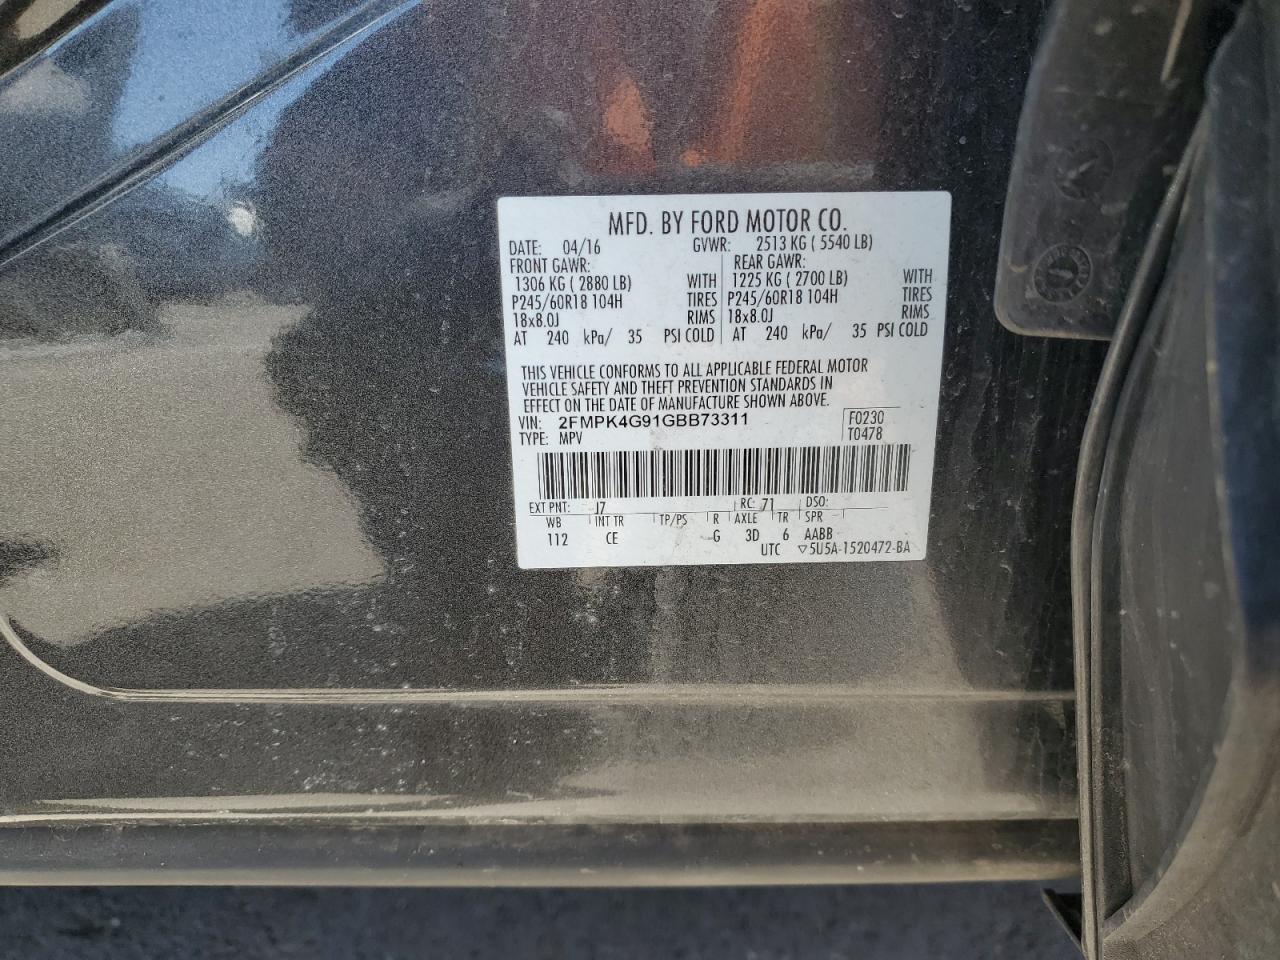 MFD. BY FORD MOTOR CO.
DATE: 04/16 GVWR: 2513 KG ( 5540 LB)
FRONT GAWR: REAR GAWR:
1306 KG ( 2880 LB) WITH 1225 KG ( 2700 LB) WITH
P245/60R18 104H TIRES P245/60R18 104H TIRES
18x8.0J RIMS 18x8.0J RIMS
AT 240 kPa/ 35 PSI COLD AT 240 kPa/ 35 PSI COLD
THIS VEHICLE CONFORMS TO ALL APPLICABLE FEDERAL MOTOR
VEHICLE SAFETY AND THEFT PREVENTION STANDARDS IN
EFFECT ON THE DATE OF MANUFACTURE SHOWN ABOVE.
VIN: 2FMPK4G91GBB73311 F0230
TYPE: MPV T0478
EXT PNT: J7 RC: 71 DSO:
WB INT TR TP/PS R AXLE TR SPR
112 CE G 3D 6 AABB
UTC ▽5U5A-1520472-BA